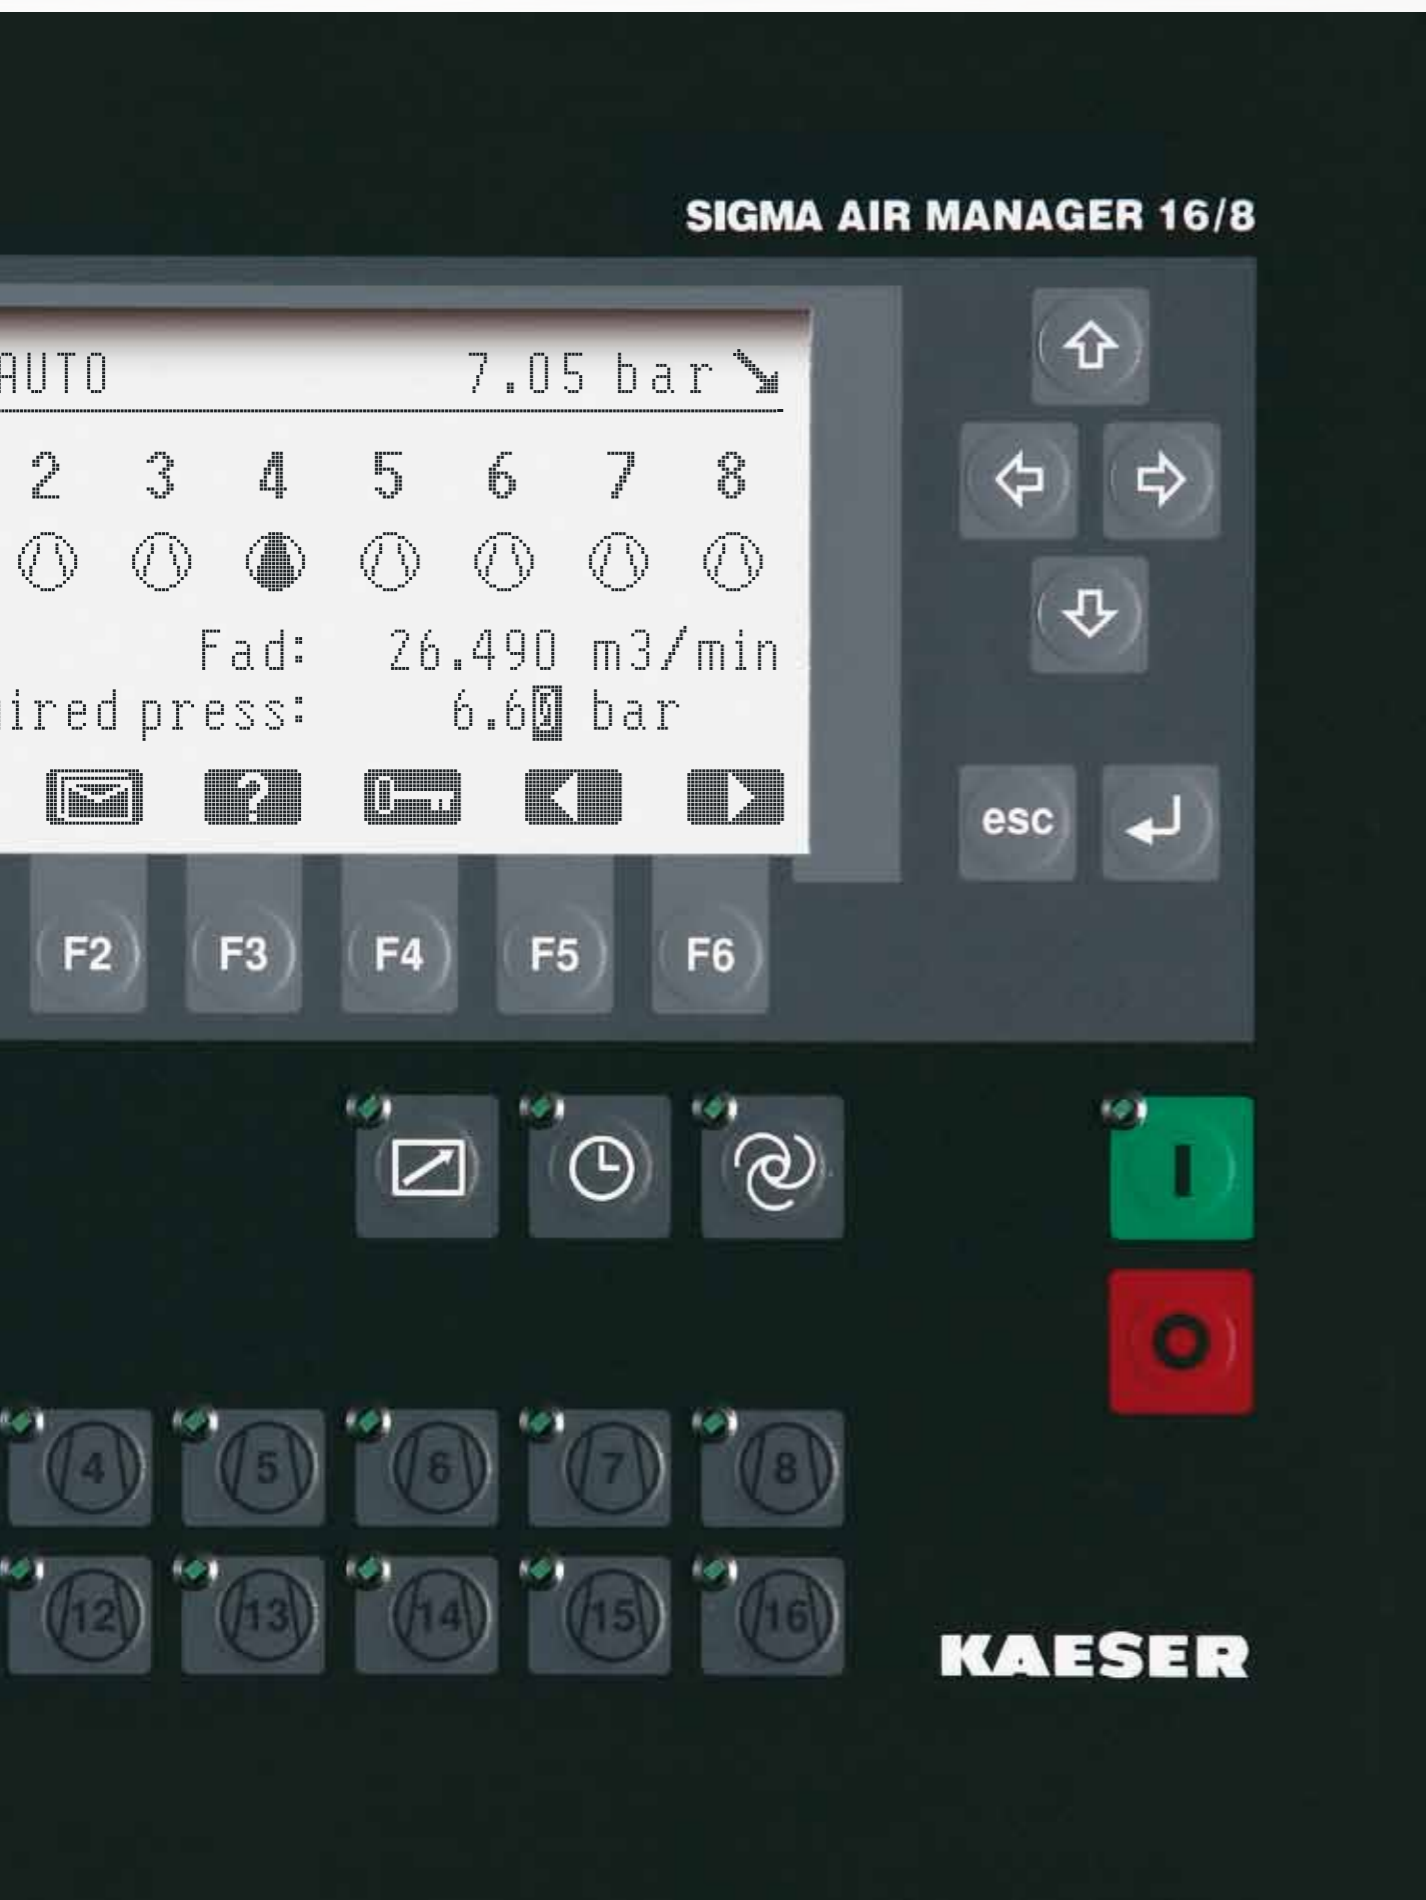 SIGMA AIR MANAGER 16/8
AUTO 7.05 bar
2 3 4 5 6 7 8
Fad: 26.490 m3/min
ired press: 6.60 bar
?
esc
F2 F3 F4 F5 F6
I
O
4 5 6 7 8
12 13 14 15 16
KAESER